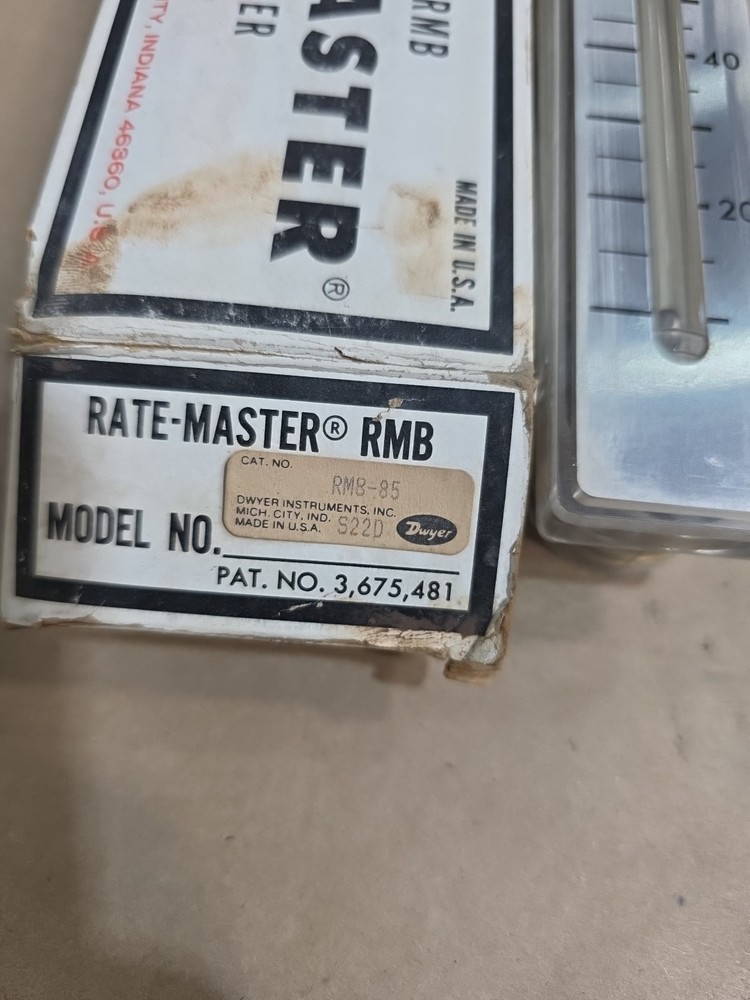 RMB
ASTER®
ER
MADE IN U.S.A.
TY, INDIANA 46360, U.S.A.
40
20
RATE-MASTER® RMB
CAT. NO.
RMB-85
DWYER INSTRUMENTS, INC.
MICH. CITY, IND.
MADE IN U.S.A. S22D Dwyer
MODEL NO.
PAT. NO. 3,675,481